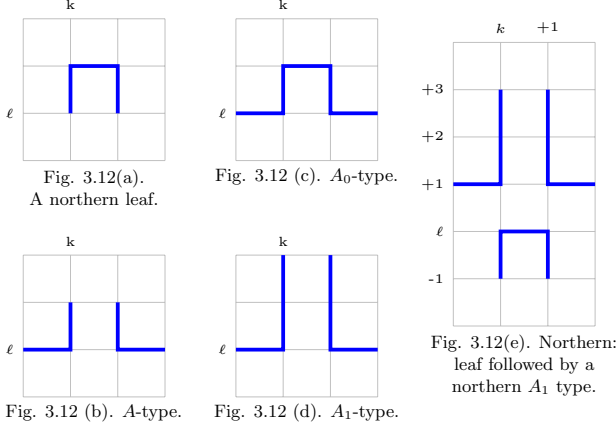 k
ℓ
Fig. 3.12(a).
A northern leaf.
k
ℓ
Fig. 3.12 (c). A₀-type.
k
ℓ
Fig. 3.12 (b). A-type.
k
Fig. 3.12 (d). A₁-type.
k +1
+3
+2
+1
ℓ
-1
Fig. 3.12(e). Northern:
leaf followed by a
northern A₁ type.